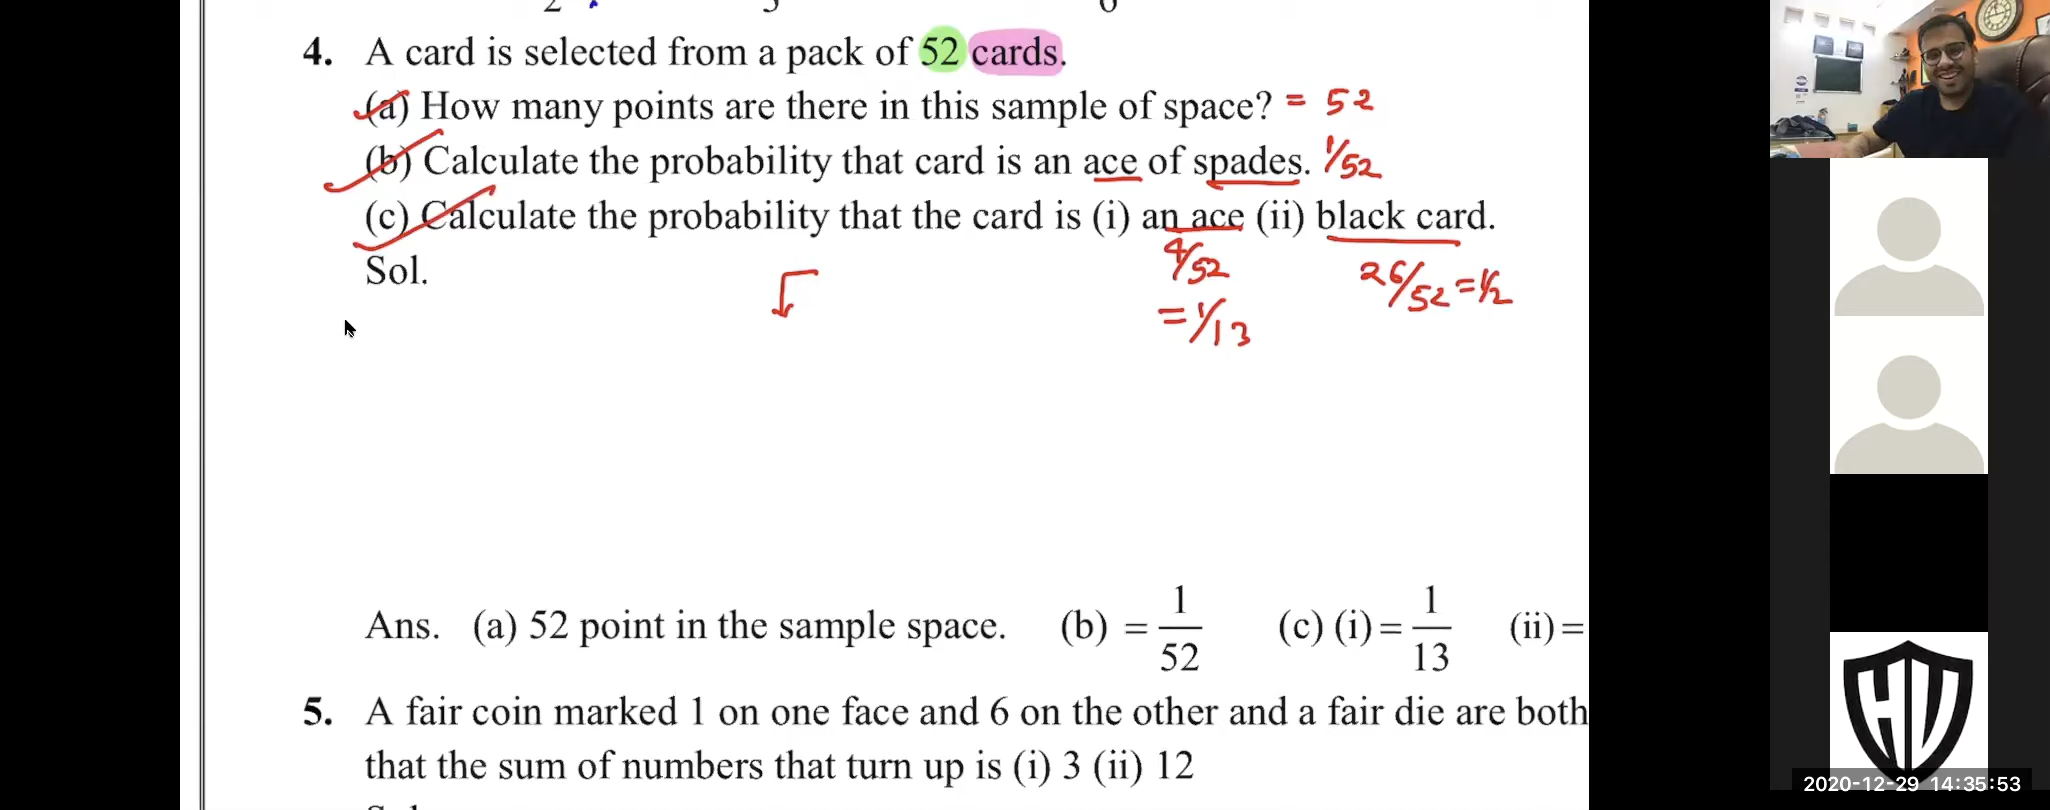 4. A card is selected from a pack of 52 cards.
(a) How many points are there in this sample of space? = 52
(b) Calculate the probability that card is an ace of spades. 1/52
(c) Calculate the probability that the card is (i) an ace (ii) black card.
4/52
= 1/13
26/52 = 1/2
Sol.
Ans. (a) 52 point in the sample space. (b) = 1/52 (c) (i) = 1/13 (ii) =
5. A fair coin marked 1 on one face and 6 on the other and a fair die are both
that the sum of numbers that turn up is (i) 3 (ii) 12
2020-12-29 14:35:53